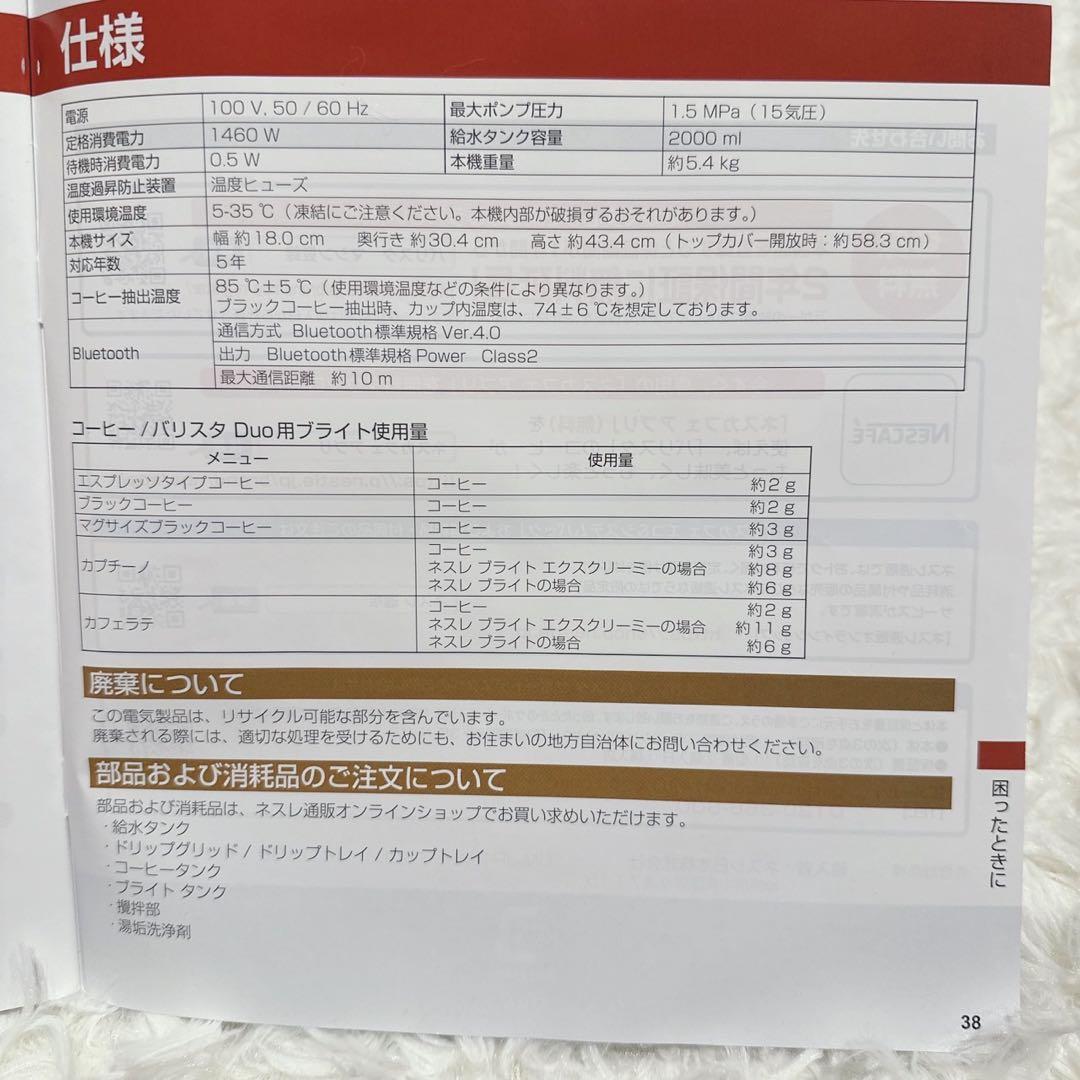 仕様
電源 100 V, 50 / 60 Hz 最大ポンプ圧力 1.5 MPa（15気圧）
定格消費電力 1460 W 給水タンク容量 2000 ml
待機時消費電力 0.5 W 本機重量 約5.4 kg
温度過昇防止装置 温度ヒューズ
使用環境温度 5-35 ℃（凍結にご注意ください。本機内部が破損するおそれがあります。）
本機サイズ 幅 約18.0 cm 奥行き 約30.4 cm 高さ 約43.4 cm（トップカバー開放時：約58.3 cm）
対応年数 5年
コーヒー抽出温度 85 ℃±5 ℃（使用環境温度などの条件により異なります。）
ブラックコーヒー抽出時、カップ内温度は、74±6 ℃を想定しております。
Bluetooth 通信方式 Bluetooth標準規格 Ver.4.0
出力 Bluetooth標準規格 Power Class2
最大通信距離 約10 m
コーヒー/バリスタ Duo用ブライト使用量
メニュー 使用量
エスプレッソタイプコーヒー コーヒー 約2 g
ブラックコーヒー コーヒー 約2 g
マグサイズブラックコーヒー コーヒー 約3 g
カプチーノ コーヒー 約3 g
ネスレ ブライト エクスクリーミーの場合 約8 g
ネスレ ブライトの場合 約6 g
カフェラテ コーヒー 約2 g
ネスレ ブライト エクスクリーミーの場合 約11 g
ネスレ ブライトの場合 約6 g
廃棄について
この電気製品は、リサイクル可能な部分を含んでいます。
廃棄される際には、適切な処理を受けるためにも、お住まいの地方自治体にお問い合わせください。
部品および消耗品のご注文について
部品および消耗品は、ネスレ通販オンラインショップでお買い求めいただけます。
・給水タンク
・ドリップグリッド / ドリップトレイ / カップトレイ
・コーヒータンク
・ブライト タンク
・攪拌部
・湯垢洗浄剤
困ったときに
38